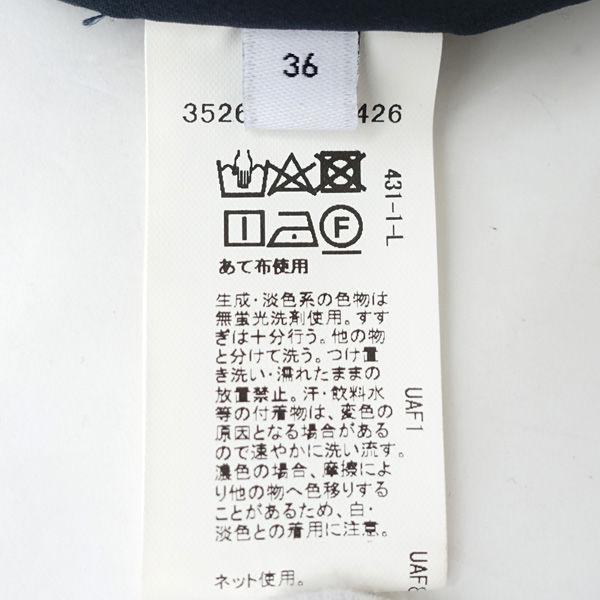 36
3526 426
F
431-1-L
あて布使用
生成・淡色系の色物は
無蛍光洗剤使用。すす
ぎは十分行う。他の物
と分けて洗う。つけ置
き洗い・濡れたままの
放置禁止。汗・飲料水
等の付着物は、変色の
原因となる場合がある
ので速やかに洗い流す。
濃色の場合、摩擦によ
り他の物へ色移りする
ことがあるため、白・
淡色との着用に注意。
ネット使用。
UAF1
UAF8